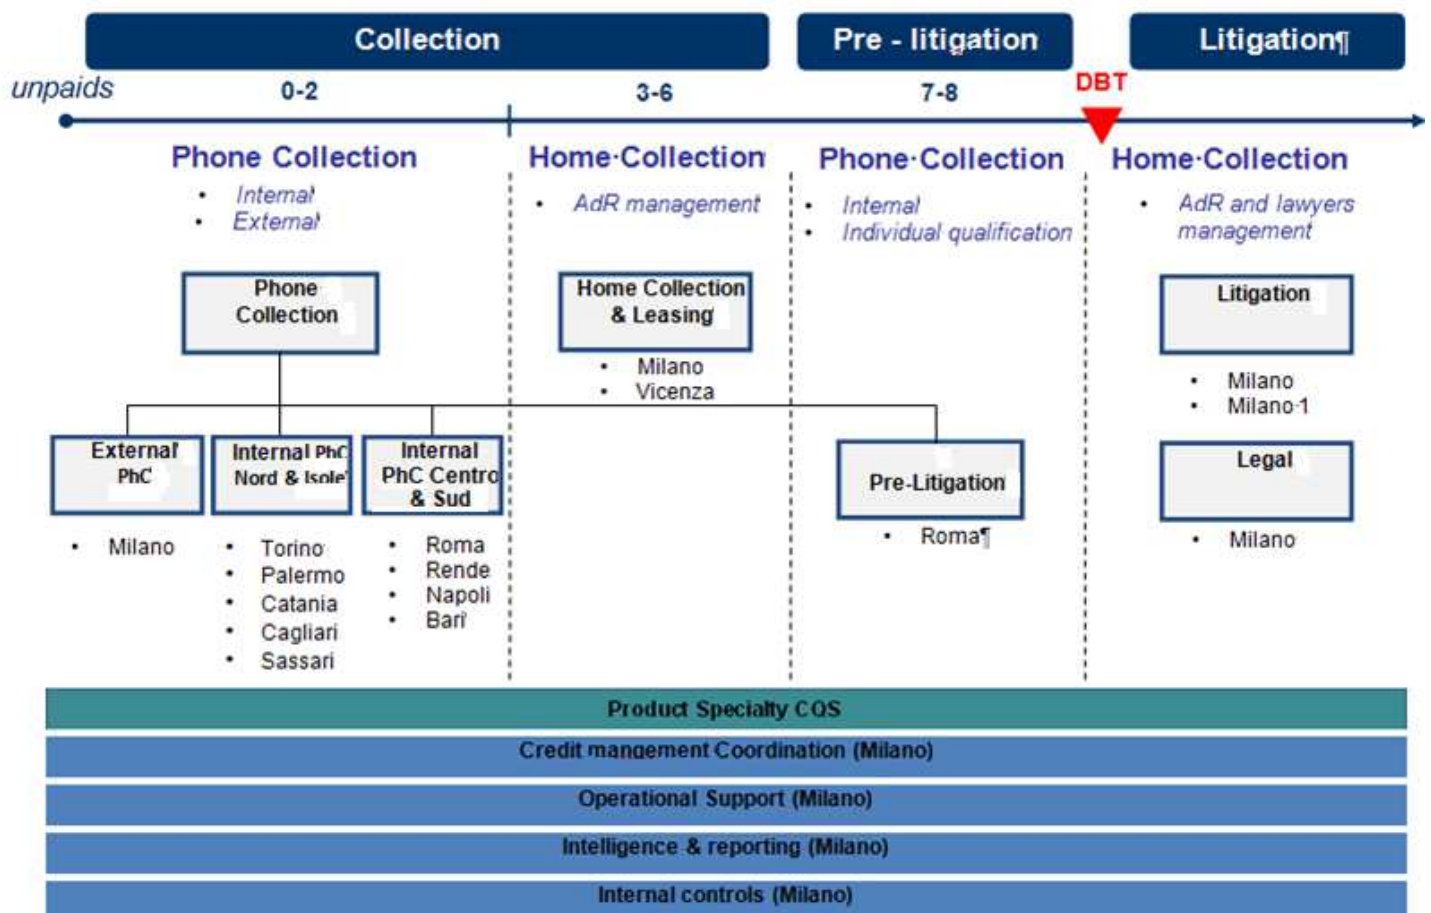 Collection
Pre - litigation
Litigation¶
unpaids
0-2
3-6
7-8
DBT
Phone Collection
• Internal
• External
Home·Collection
• AdR management
Phone·Collection
• Internal
• Individual qualification
Home·Collection
• AdR and lawyers
management
Phone
Collection
Home Collection
& Leasing
• Milano
• Vicenza
Litigation
• Milano
• Milano·1
External
PhC
• Milano
Internal PhC
Nord & Isole
• Torino
• Palermo
• Catania
• Cagliari
• Sassari
Internal
PhC Centro
& Sud
• Roma
• Rende
• Napoli
• Bari
Pre-Litigation
• Roma¶
Legal
• Milano
Product Specialty CQS
Credit mangement Coordination (Milano)
Operational Support (Milano)
Intelligence & reporting (Milano)
Internal controls (Milano)